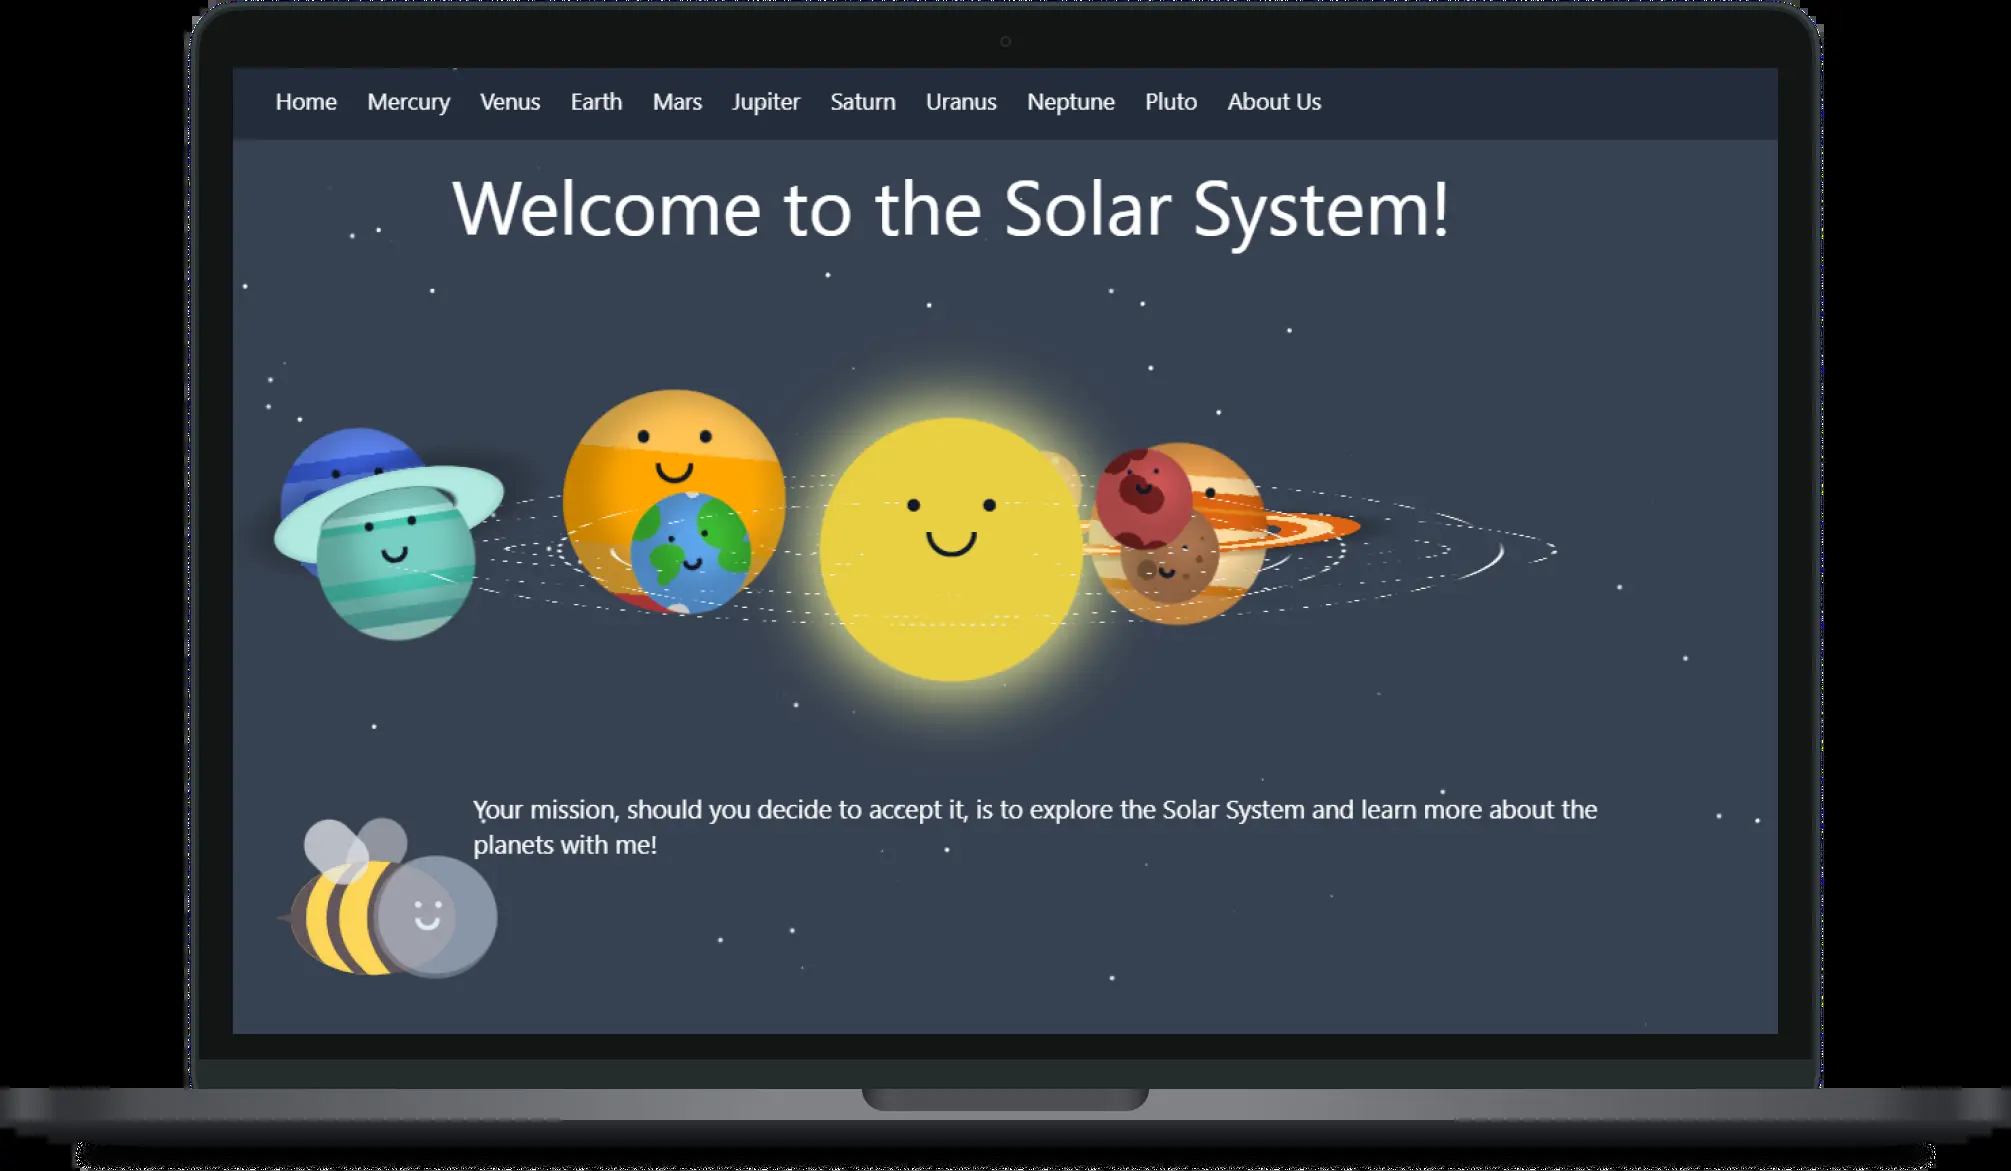 Home Mercury Venus Earth Mars Jupiter Saturn Uranus Neptune Pluto About Us
Welcome to the Solar System!
Your mission, should you decide to accept it, is to explore the Solar System and learn more about the
planets with me!